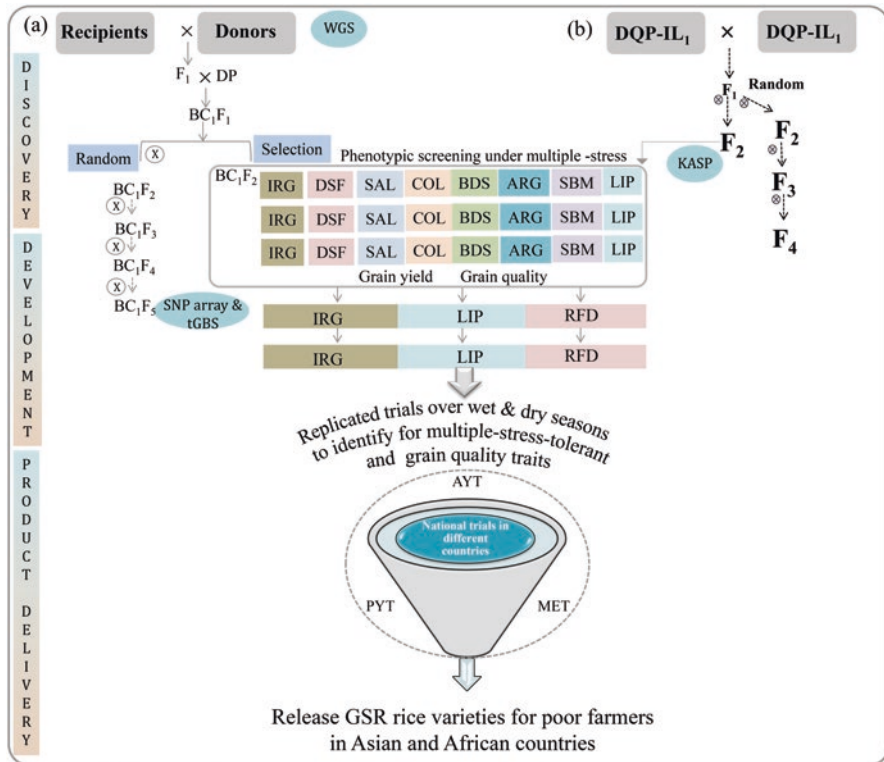 (a)
Recipients × Donors
WGS
(b)
DQP-IL1 × DQP-IL1
DISCOVERY
F1 × DP
BC1F1
Random
X
Selection
BC1F2
X
BC1F3
X
BC1F4
X
BC1F5
SNP array &
tGBS
BC1F2
Phenotypic screening under multiple -stress
IRG DSF SAL COL BDS ARG SBM LIP
IRG DSF SAL COL BDS ARG SBM LIP
IRG DSF SAL COL BDS ARG SBM LIP
Grain yield Grain quality
F1
Random
F2
KASP
F2
F3
F4
DEVELOPMENT
IRG LIP RFD
IRG LIP RFD
Replicated trials over wet & dry seasons
to identify for multiple-stress-tolerant
and grain quality traits
PRODUCT DELIVERY
AYT
National trials in
different
countries
PYT
MET
Release GSR rice varieties for poor farmers
in Asian and African countries